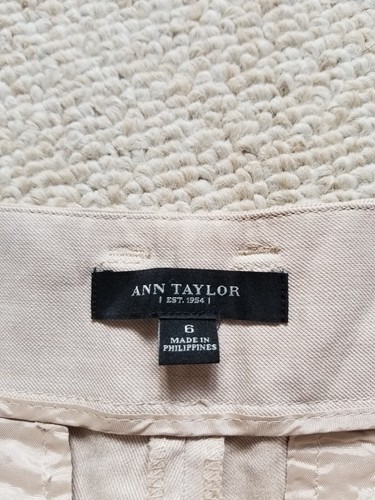 ANN TAYLOR
| EST. 1954 |
6
MADE IN
PHILIPPINES